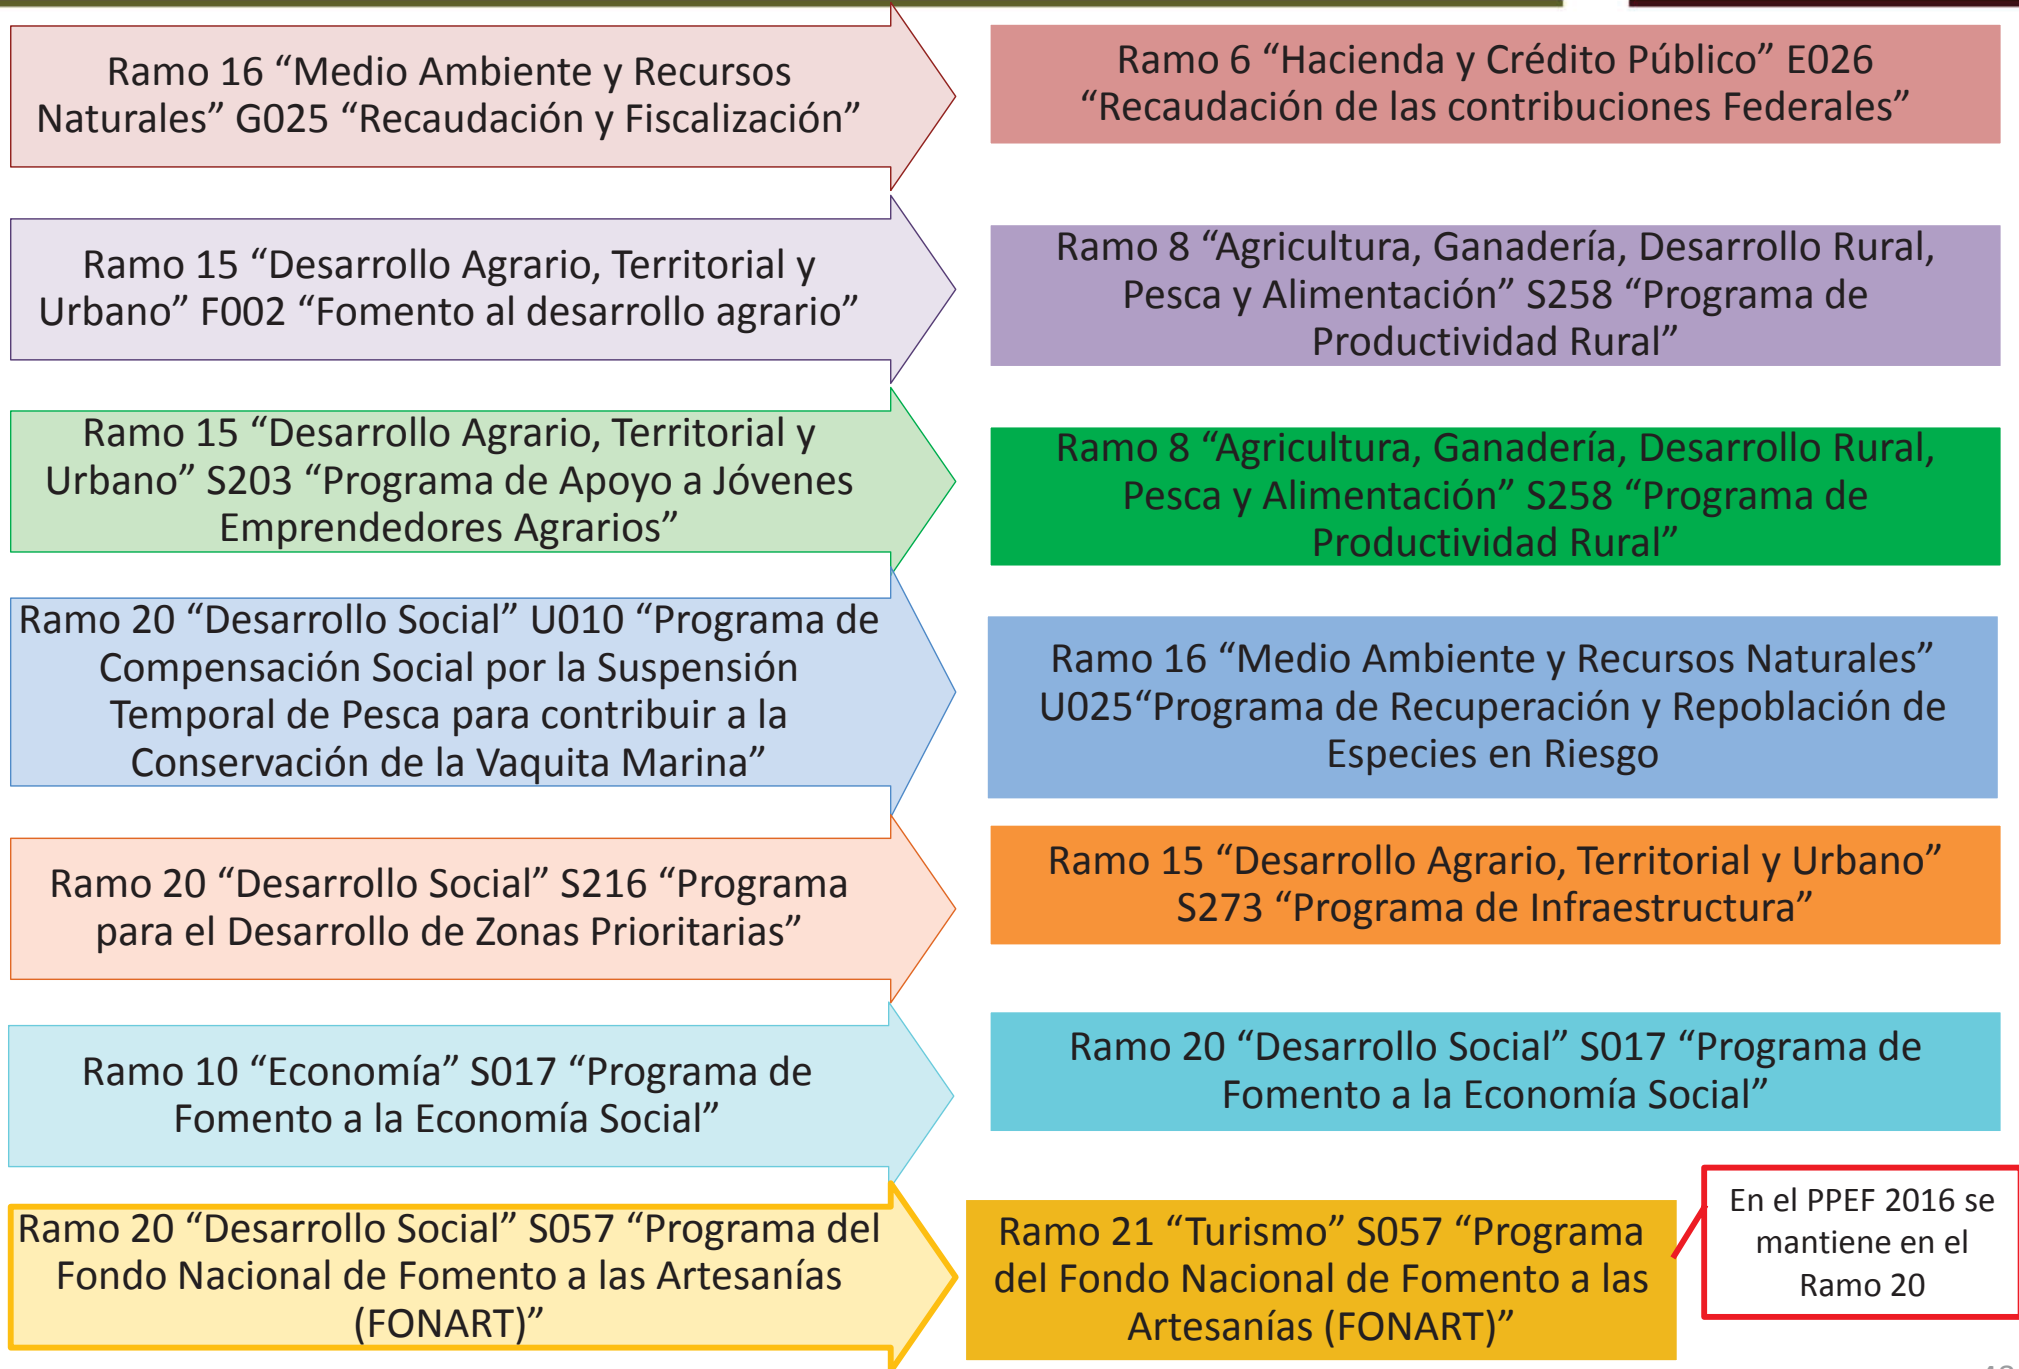 Ramo 16 “Medio Ambiente y Recursos
Naturales” G025 “Recaudación y Fiscalización”
Ramo 6 “Hacienda y Crédito Público” E026
“Recaudación de las contribuciones Federales”
Ramo 15 “Desarrollo Agrario, Territorial y
Urbano” F002 “Fomento al desarrollo agrario”
Ramo 8 “Agricultura, Ganadería, Desarrollo Rural,
Pesca y Alimentación” S258 “Programa de
Productividad Rural”
Ramo 15 “Desarrollo Agrario, Territorial y
Urbano” S203 “Programa de Apoyo a Jóvenes
Emprendedores Agrarios”
Ramo 8 “Agricultura, Ganadería, Desarrollo Rural,
Pesca y Alimentación” S258 “Programa de
Productividad Rural”
Ramo 20 “Desarrollo Social” U010 “Programa de
Compensación Social por la Suspensión
Temporal de Pesca para contribuir a la
Conservación de la Vaquita Marina”
Ramo 16 “Medio Ambiente y Recursos Naturales”
U025“Programa de Recuperación y Repoblación de
Especies en Riesgo
Ramo 20 “Desarrollo Social” S216 “Programa
para el Desarrollo de Zonas Prioritarias”
Ramo 15 “Desarrollo Agrario, Territorial y Urbano”
S273 “Programa de Infraestructura”
Ramo 10 “Economía” S017 “Programa de
Fomento a la Economía Social”
Ramo 20 “Desarrollo Social” S017 “Programa de
Fomento a la Economía Social”
Ramo 20 “Desarrollo Social” S057 “Programa del
Fondo Nacional de Fomento a las Artesanías
(FONART)”
Ramo 21 “Turismo” S057 “Programa
del Fondo Nacional de Fomento a las
Artesanías (FONART)”
En el PPEF 2016 se
mantiene en el
Ramo 20